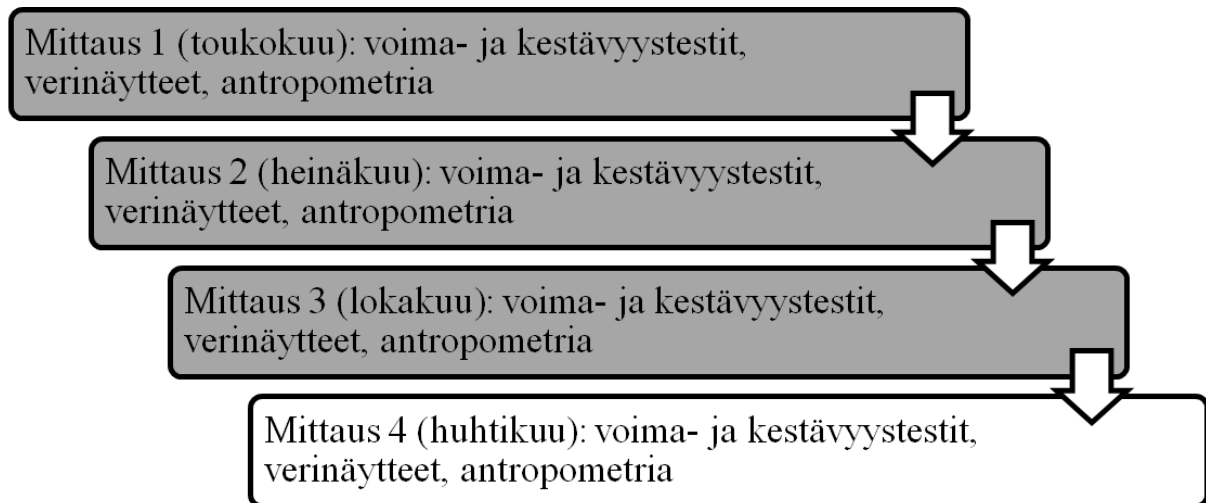 Mittaus 1 (toukokuu): voima- ja kestävyystestit,
verinäytteet, antropometria
Mittaus 2 (heinäkuu): voima- ja kestävyystestit,
verinäytteet, antropometria
Mittaus 3 (lokakuu): voima- ja kestävyystestit,
verinäytteet, antropometria
Mittaus 4 (huhtikuu): voima- ja kestävyystestit,
verinäytteet, antropometria